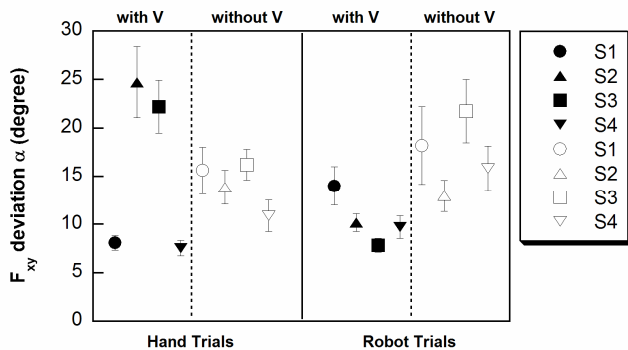 with V without V with V without V
30
25
20
15
10
5
0
F_xy deviation α (degree)
Hand Trials Robot Trials
S1
S2
S3
S4
S1
S2
S3
S4